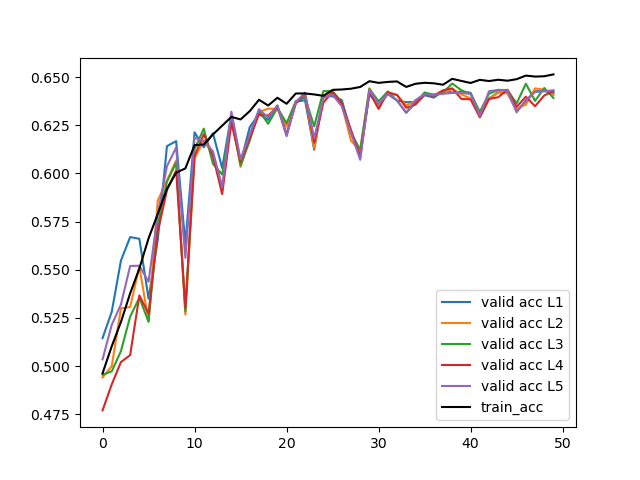 0.650
0.625
0.600
0.575
0.550
0.525
0.500
0.475
0 10 20 30 40 50
valid acc L1
valid acc L2
valid acc L3
valid acc L4
valid acc L5
train_acc